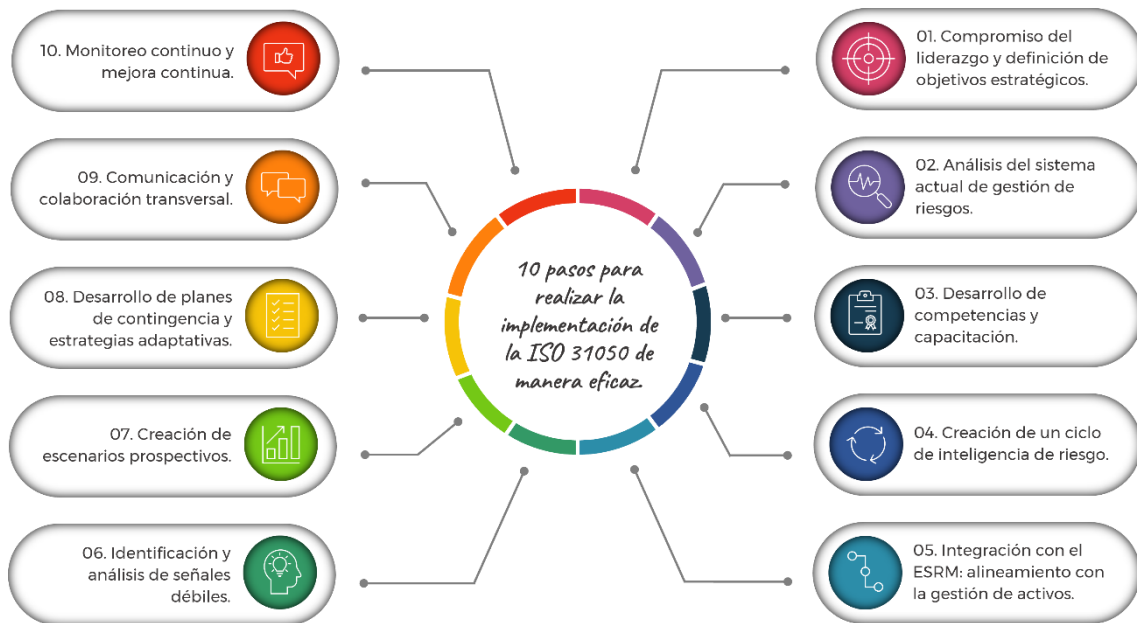 10 pasos para
realizar la
implementación de
la ISO 31050 de
manera eficaz.
01. Compromiso del
liderazgo y definición de
objetivos estratégicos.
02. Análisis del sistema
actual de gestión de
riesgos.
03. Desarrollo de
competencias y
capacitación.
04. Creación de un ciclo
de inteligencia de riesgo.
05. Integración con el
ESRM: alineamiento con
la gestión de activos.
06. Identificación y
análisis de señales
débiles.
07. Creación de
escenarios prospectivos.
08. Desarrollo de planes
de contingencia y
estrategias adaptativas.
09. Comunicación y
colaboración transversal.
10. Monitoreo continuo y
mejora continua.